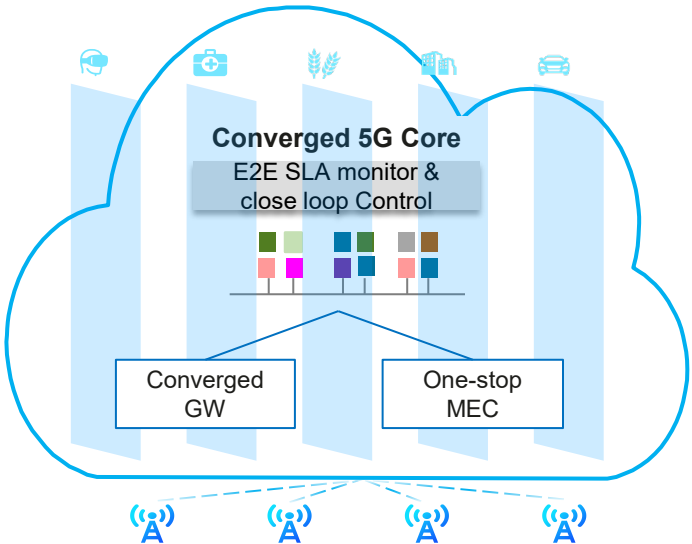 Converged 5G Core
E2E SLA monitor &
close loop Control
Converged
GW
One-stop
MEC